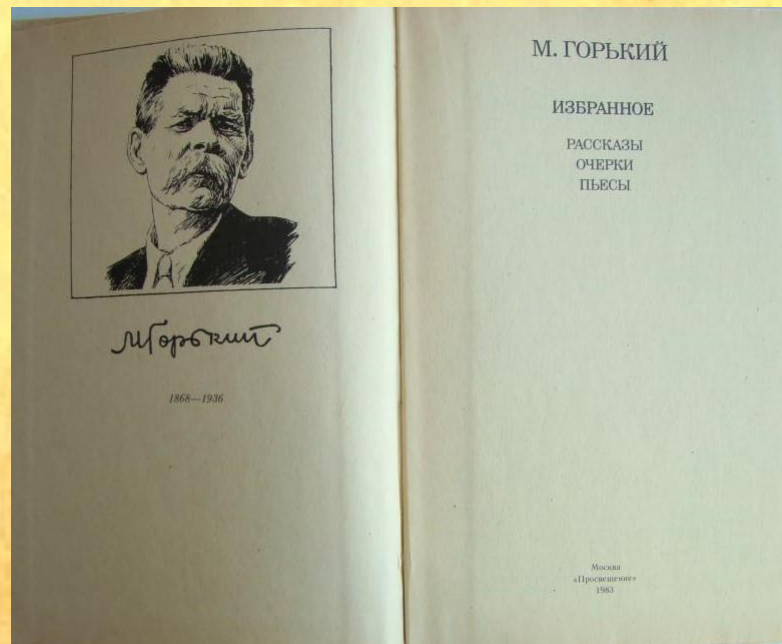 М. Горький
1868—1936
М. ГОРЬКИЙ
ИЗБРАННОЕ
РАССКАЗЫ
ОЧЕРКИ
ПЬЕСЫ
Москва
«Просвещение»
1983